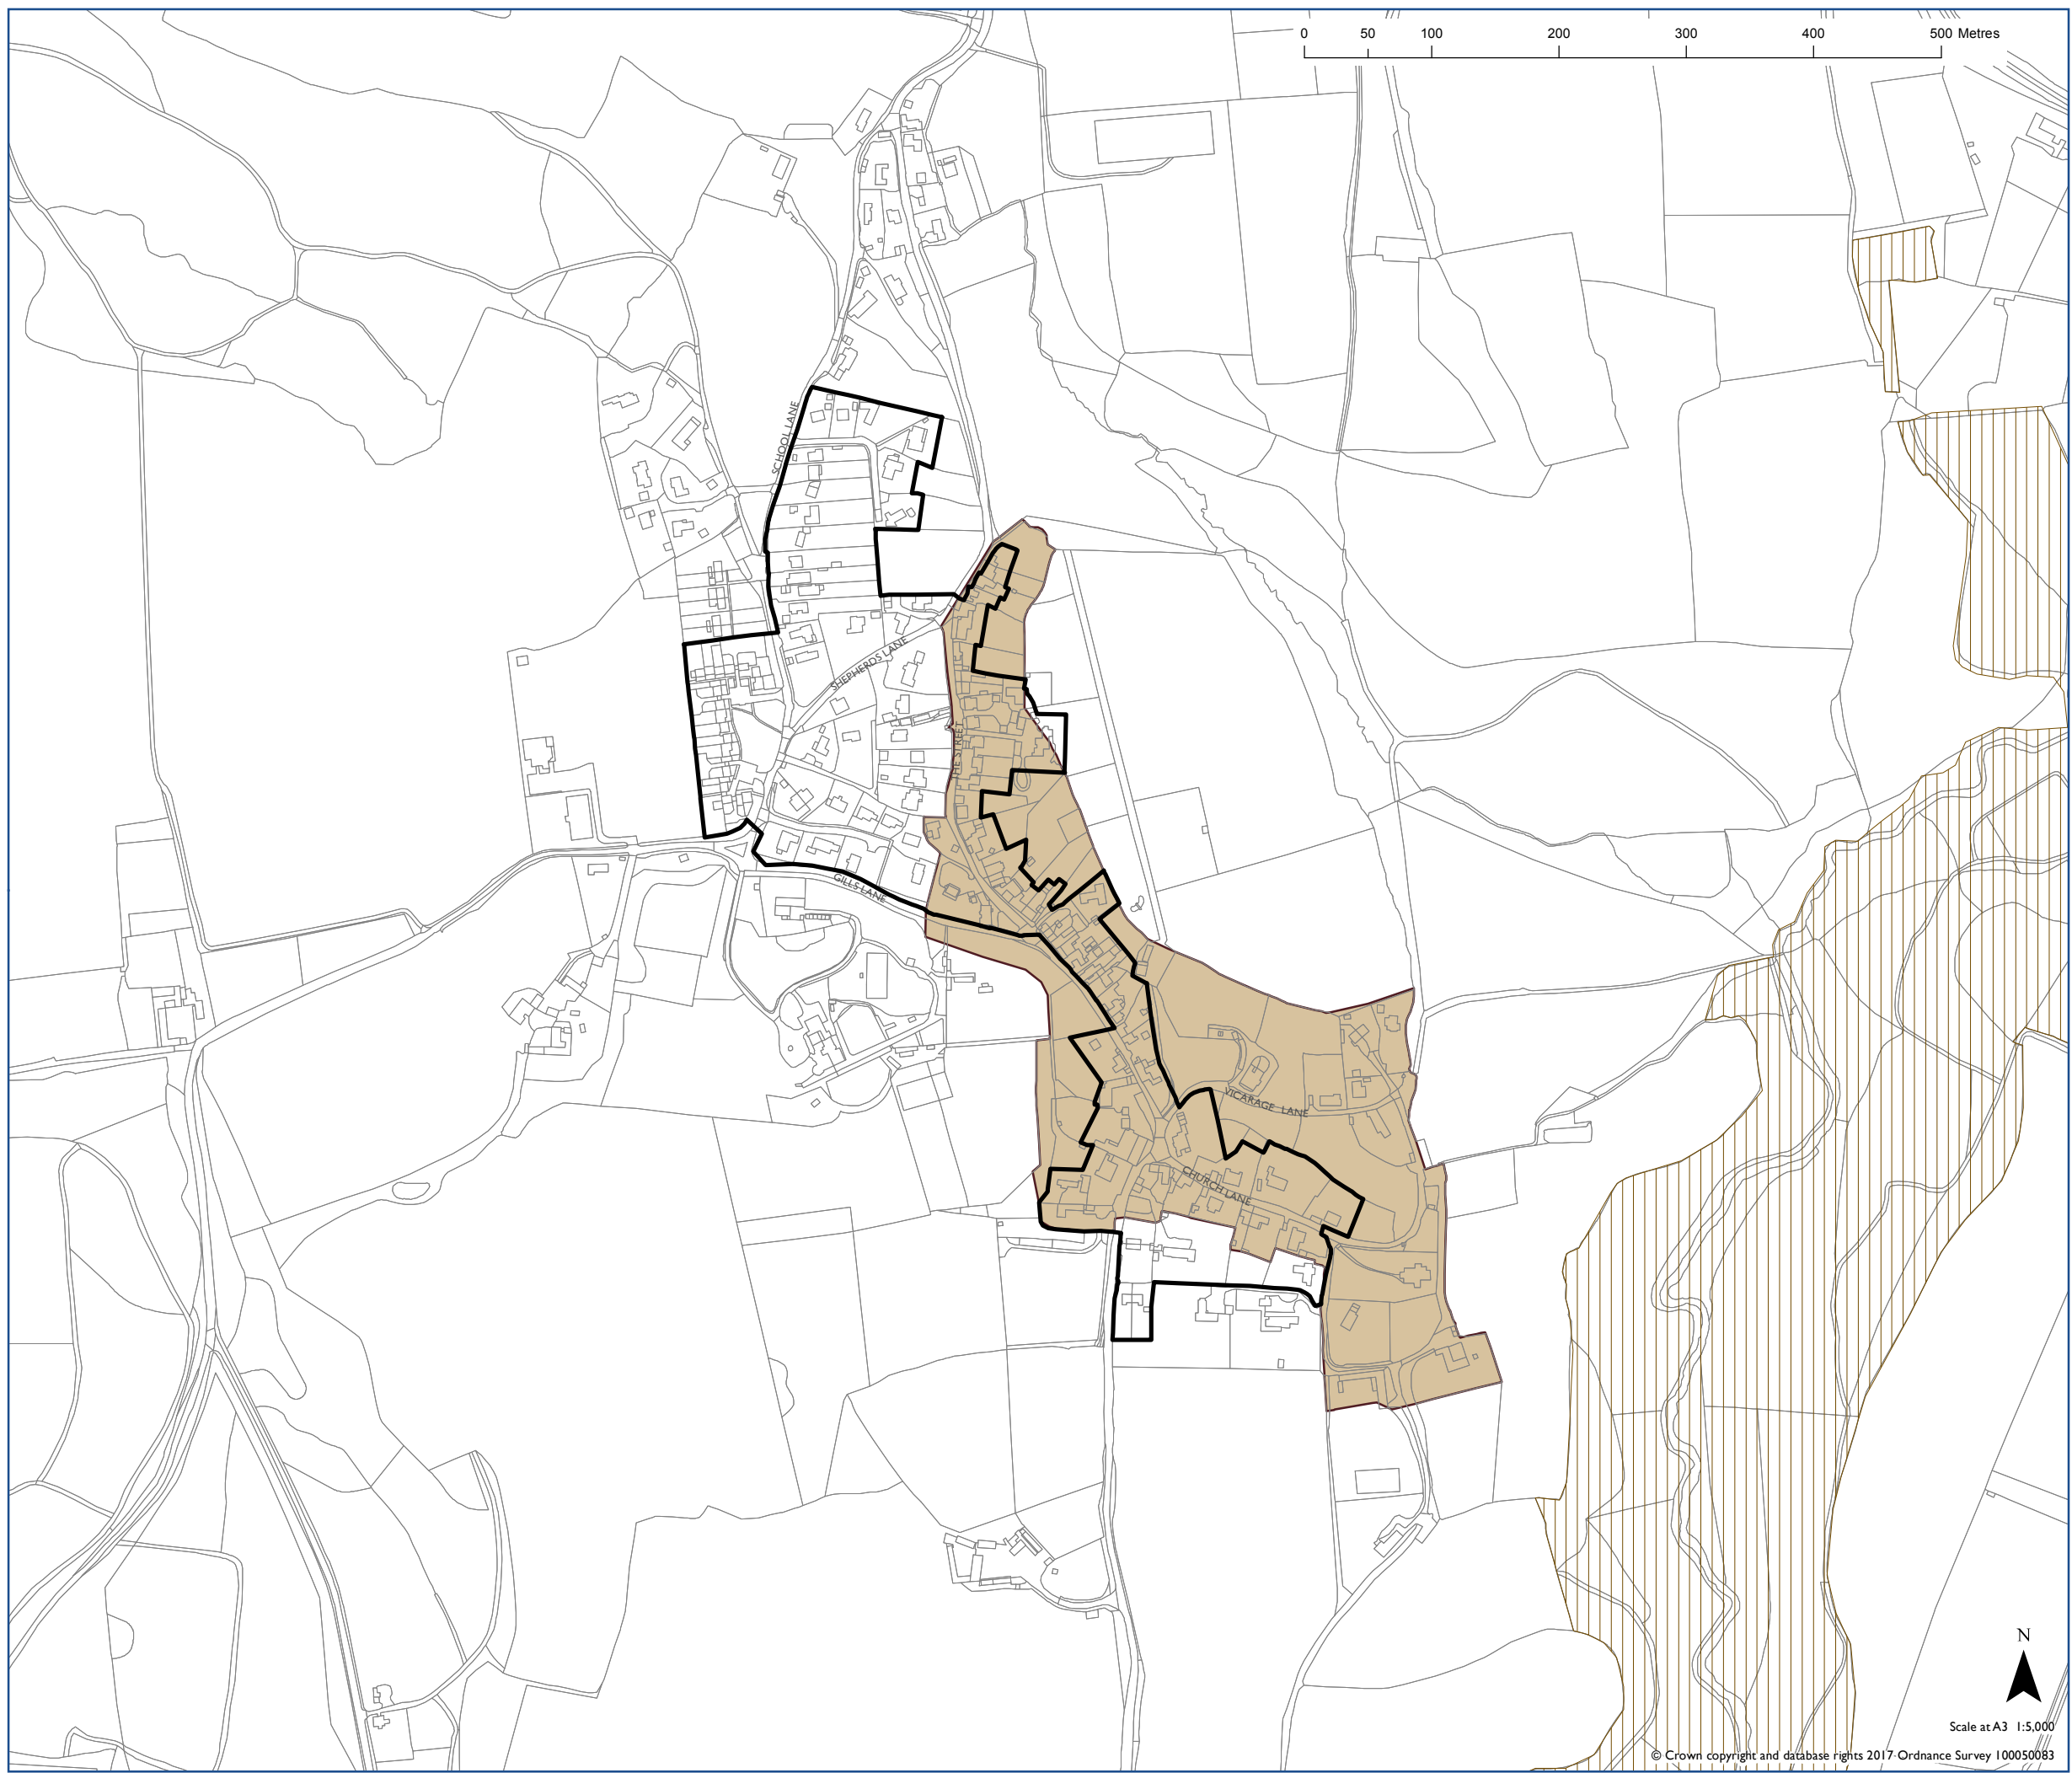 0 50 100 200 300 400 500 Metres
SCHOOL LANE
SHEPHERDS LANE
THE STREET
GILLS LANE
VICARAGE LANE
CHURCH LANE
N
Scale at A3 1:5,000
© Crown copyright and database rights 2017 Ordnance Survey 100050083